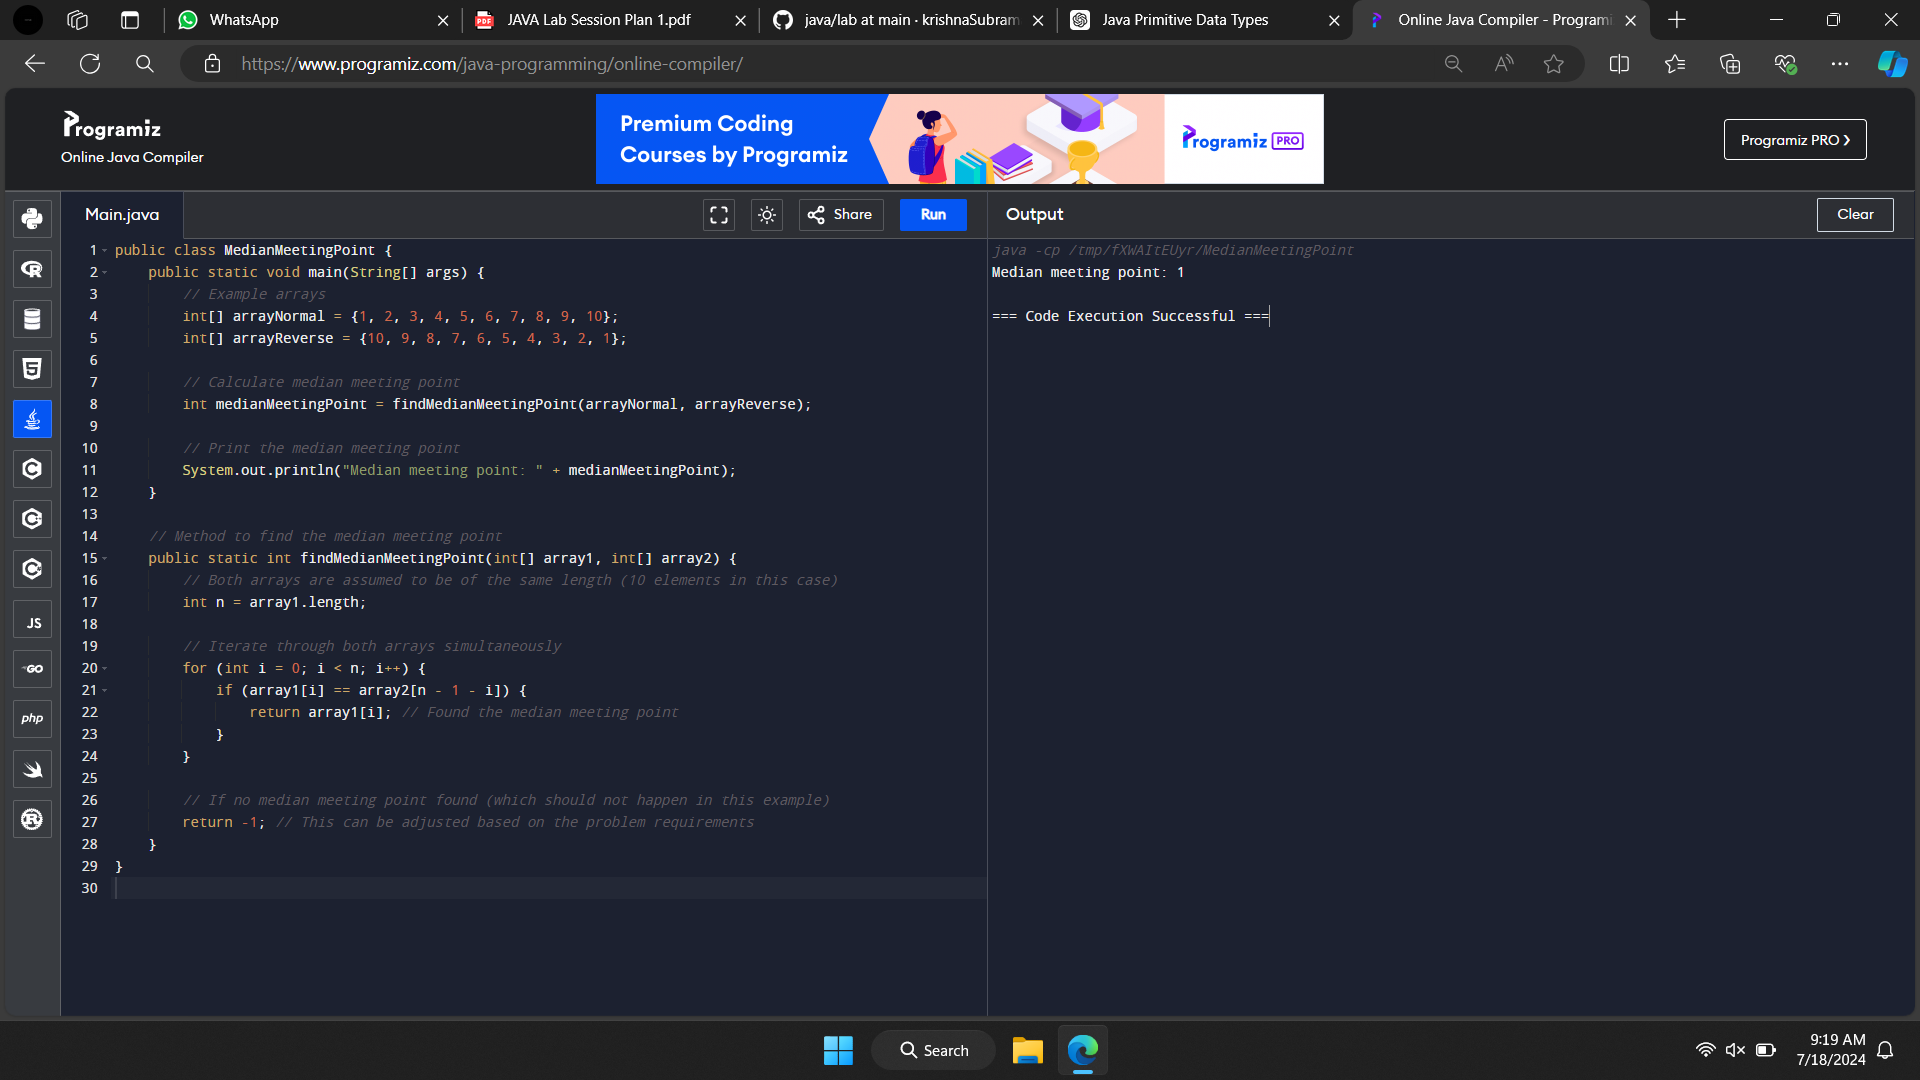 WhatsApp
JAVA Lab Session Plan 1.pdf
java/lab at main · krishnaSubram
Java Primitive Data Types
Online Java Compiler - Programi
https://www.programiz.com/java-programming/online-compiler/
Programiz
Online Java Compiler
Premium Coding
Courses by Programiz
Programiz PRO
Programiz PRO ❯
Main.java
Share
Run
Output
Clear
1 public class MedianMeetingPoint {
2     public static void main(String[] args) {
3         // Example arrays
4         int[] arrayNormal = {1, 2, 3, 4, 5, 6, 7, 8, 9, 10};
5         int[] arrayReverse = {10, 9, 8, 7, 6, 5, 4, 3, 2, 1};
6
7         // Calculate median meeting point
8         int medianMeetingPoint = findMedianMeetingPoint(arrayNormal, arrayReverse);
9
10         // Print the median meeting point
11         System.out.println("Median meeting point: " + medianMeetingPoint);
12     }
13
14     // Method to find the median meeting point
15     public static int findMedianMeetingPoint(int[] array1, int[] array2) {
16         // Both arrays are assumed to be of the same length (10 elements in this case)
17         int n = array1.length;
18
19         // Iterate through both arrays simultaneously
20         for (int i = 0; i < n; i++) {
21             if (array1[i] == array2[n - 1 - i]) {
22                 return array1[i]; // Found the median meeting point
23             }
24         }
25
26         // If no median meeting point found (which should not happen in this example)
27         return -1; // This can be adjusted based on the problem requirements
28     }
29 }
30
java -cp /tmp/fXWAItEUyr/MedianMeetingPoint
Median meeting point: 1
=== Code Execution Successful ===
JS
GO
php
Search
9:19 AM
7/18/2024